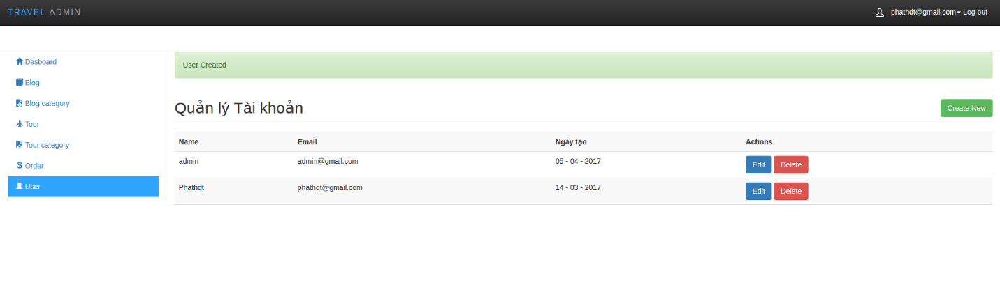 TRAVEL ADMIN
phathdt@gmail.com Log out
Dasboard
Blog
Blog category
Tour
Tour category
Order
User
User Created
Quản lý Tài khoản
Create New
Name Email Ngày tạo Actions
admin admin@gmail.com 05 - 04 - 2017 Edit Delete
Phathdt phathdt@gmail.com 14 - 03 - 2017 Edit Delete